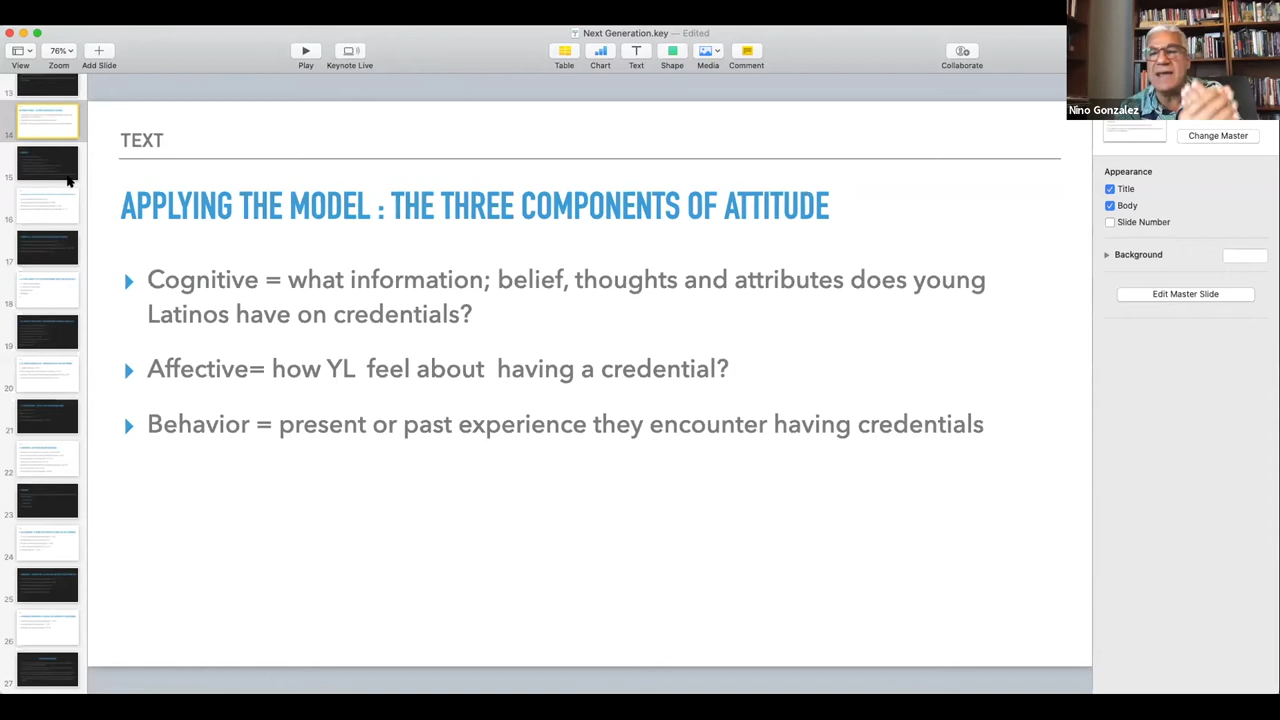 Next Generation.key — Edited
76%
View
Zoom
Add Slide
Play
Keynote Live
Table
Chart
Text
Shape
Media
Comment
Collaborate
Nino Gonzalez
Change Master
Appearance
Title
Body
Slide Number
Background
Edit Master Slide
13
14
15
16
17
18
19
20
21
22
23
24
25
26
27
TEXT
APPLYING THE MODEL : THE THREE COMPONENTS OF ATTITUDE
Cognitive = what information; belief, thoughts and attributes does young
Latinos have on credentials?
Affective= how YL feel about having a credential?
Behavior = present or past experience they encounter having credentials